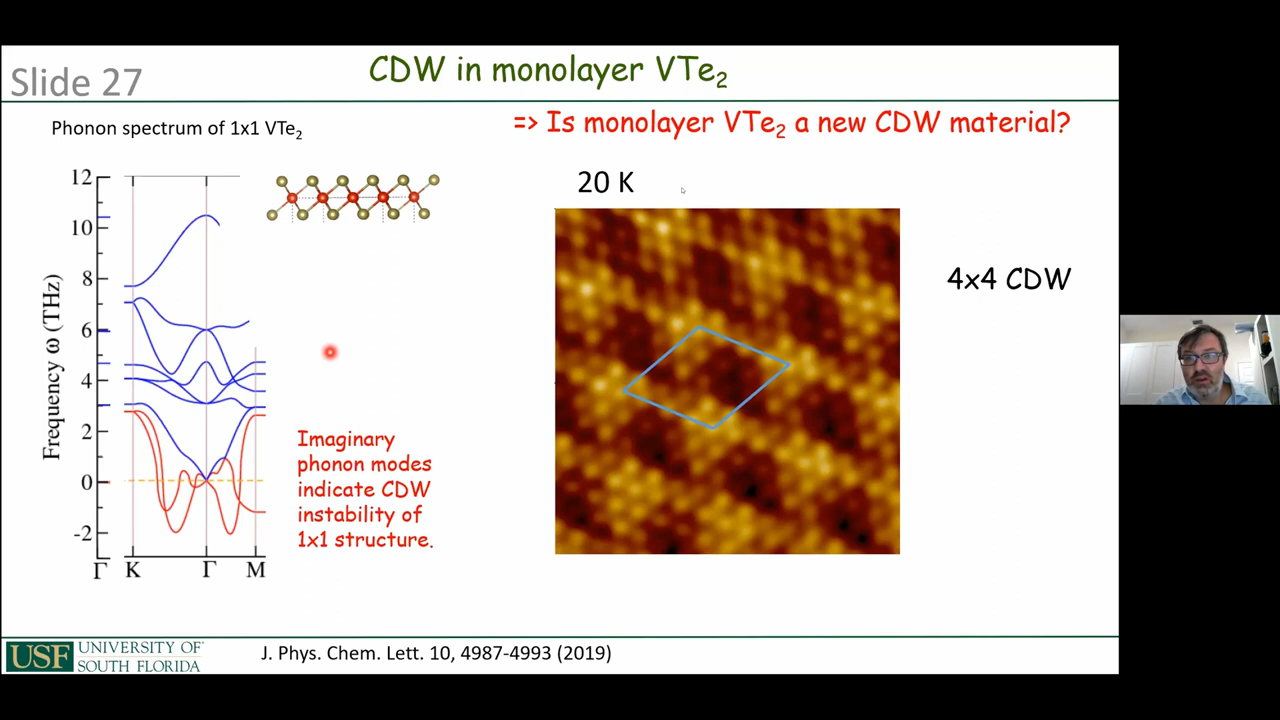 Slide 27
CDW in monolayer VTe₂
Phonon spectrum of 1x1 VTe₂
=> Is monolayer VTe₂ a new CDW material?
20 K
4x4 CDW
12
10
8
6
4
2
0
-2
Frequency ω (THz)
Γ K Γ M
Imaginary
phonon modes
indicate CDW
instability of
1x1 structure.
USF
UNIVERSITY OF
SOUTH FLORIDA
J. Phys. Chem. Lett. 10, 4987-4993 (2019)